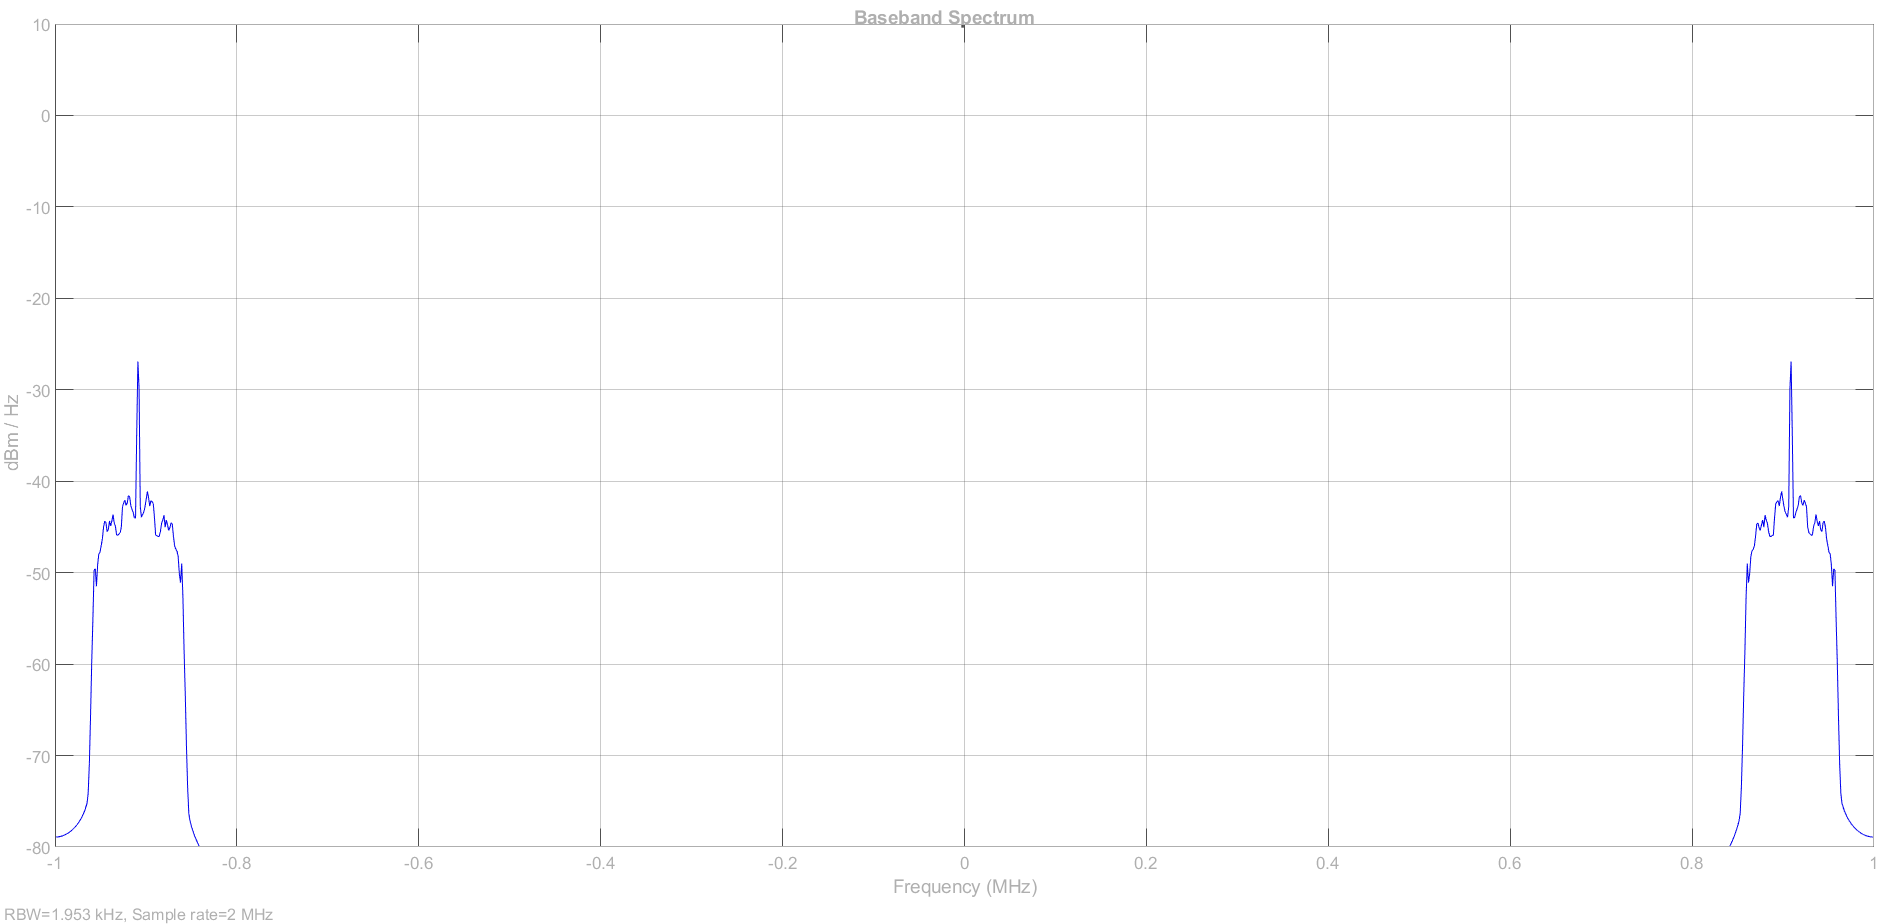 Baseband Spectrum
10
0
-10
-20
-30
-40
-50
-60
-70
-80
dBm / Hz
-1 -0.8 -0.6 -0.4 -0.2 0 0.2 0.4 0.6 0.8 1
Frequency (MHz)
RBW=1.953 kHz, Sample rate=2 MHz